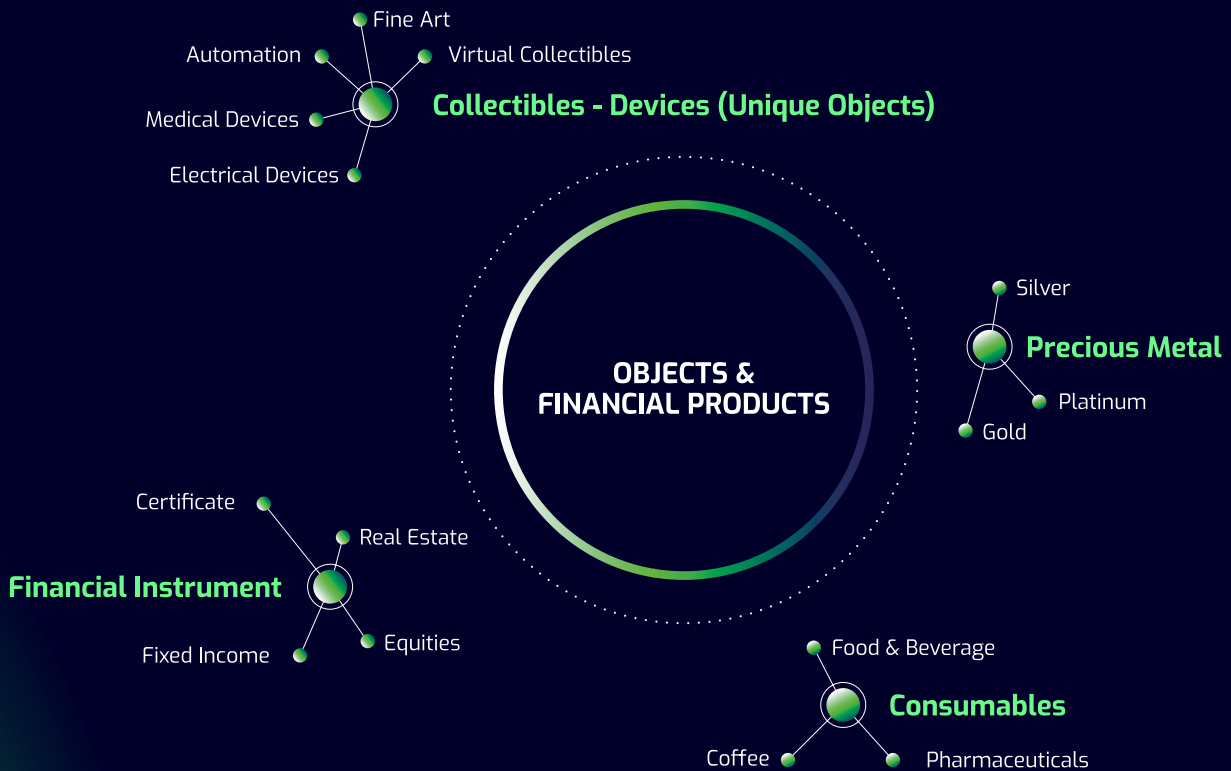 Fine Art
Automation
Virtual Collectibles
Collectibles - Devices (Unique Objects)
Medical Devices
Electrical Devices
Silver
Precious Metal
Platinum
Gold
OBJECTS &
FINANCIAL PRODUCTS
Certificate
Real Estate
Financial Instrument
Equities
Fixed Income
Food & Beverage
Consumables
Coffee
Pharmaceuticals